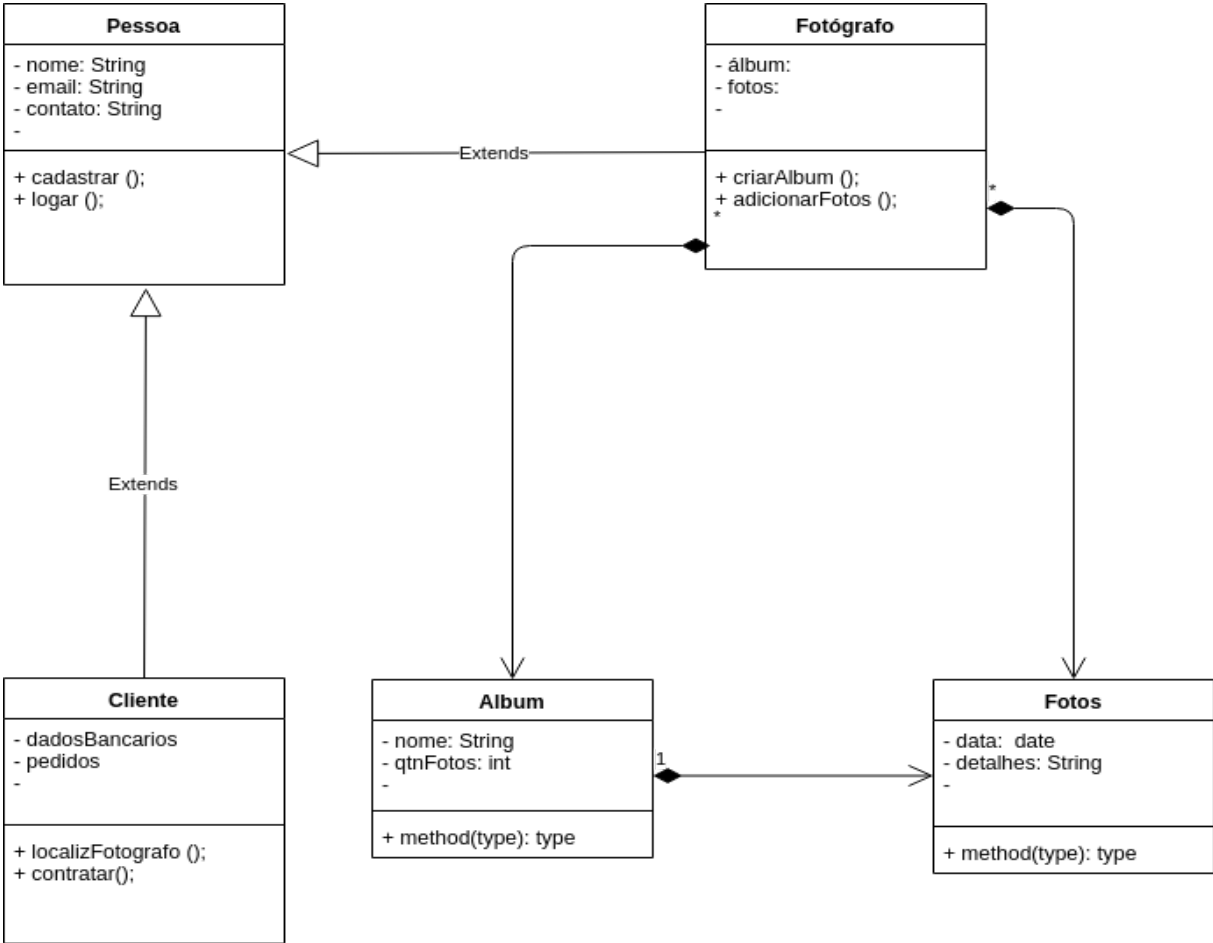 Pessoa
- nome: String
- email: String
- contato: String
-
+ cadastrar ();
+ logar ();
Extends
Fotógrafo
- álbum:
- fotos:
-
+ criarAlbum ();
+ adicionarFotos ();
*
*
Extends
Cliente
- dadosBancarios
- pedidos
-
+ localizFotografo ();
+ contratar();
Album
- nome: String
- qtnFotos: int
-
+ method(type): type
1
Fotos
- data:  date
- detalhes: String
-
+ method(type): type